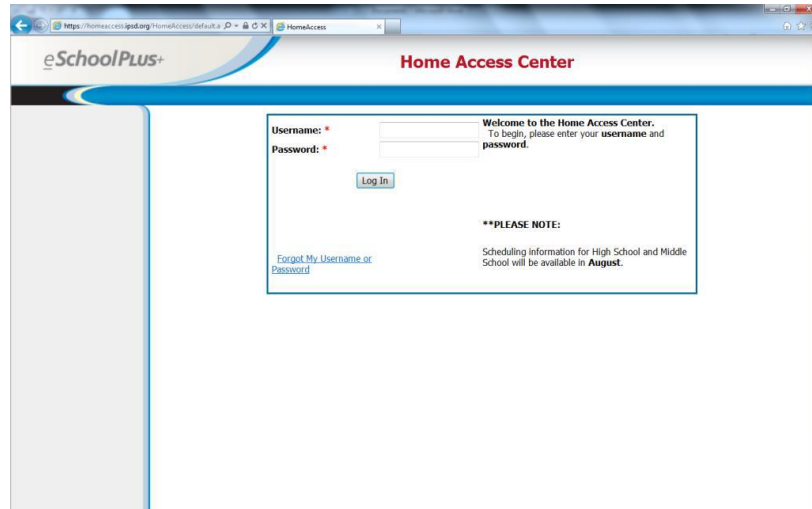 https://homeaccess.ipsd.org/HomeAccess/default.a
HomeAccess
eSchoolPLUS+
Home Access Center
Username: *
Password: *
Log In
Forgot My Username or
Password
Welcome to the Home Access Center.
To begin, please enter your username and
password.
**PLEASE NOTE:
Scheduling information for High School and Middle
School will be available in August.